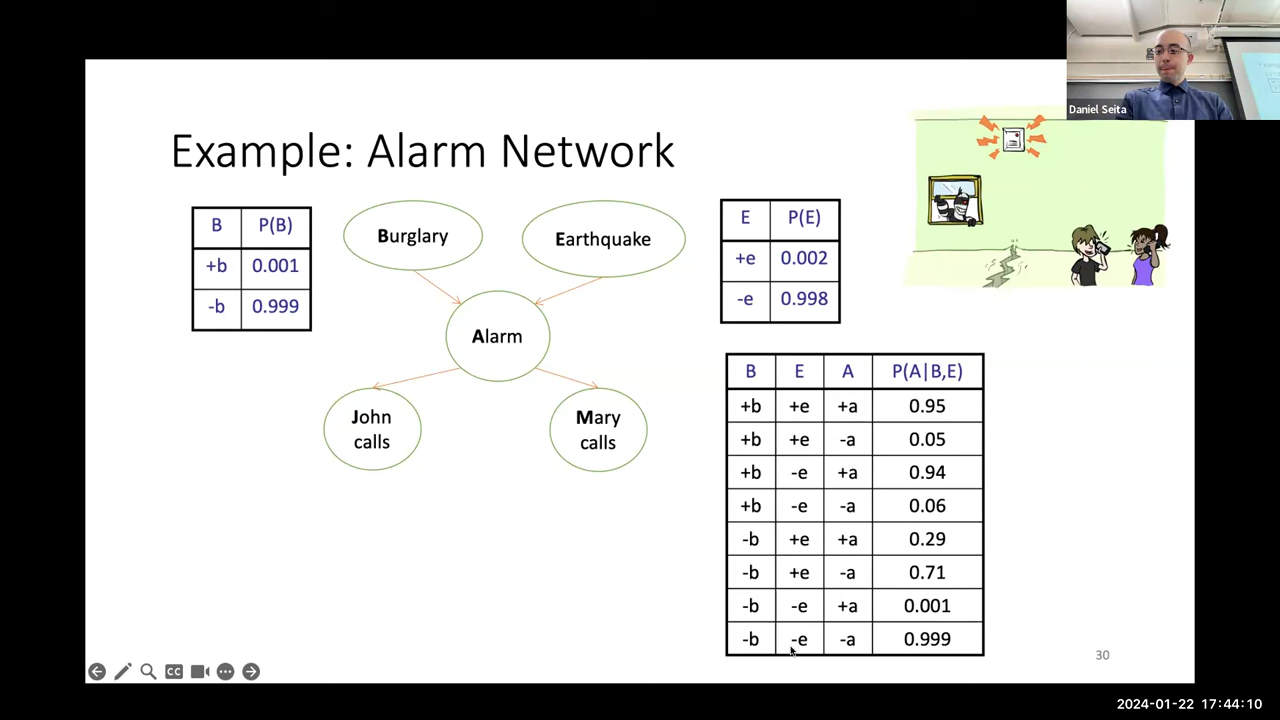 Daniel Seita
Example: Alarm Network
B P(B)
+b 0.001
-b 0.999
Burglary
Earthquake
E P(E)
+e 0.002
-e 0.998
Alarm
John
calls
Mary
calls
B E A P(A|B,E)
+b +e +a 0.95
+b +e -a 0.05
+b -e +a 0.94
+b -e -a 0.06
-b +e +a 0.29
-b +e -a 0.71
-b -e +a 0.001
-b -e -a 0.999
30
CC
2024-01-22 17:44:10